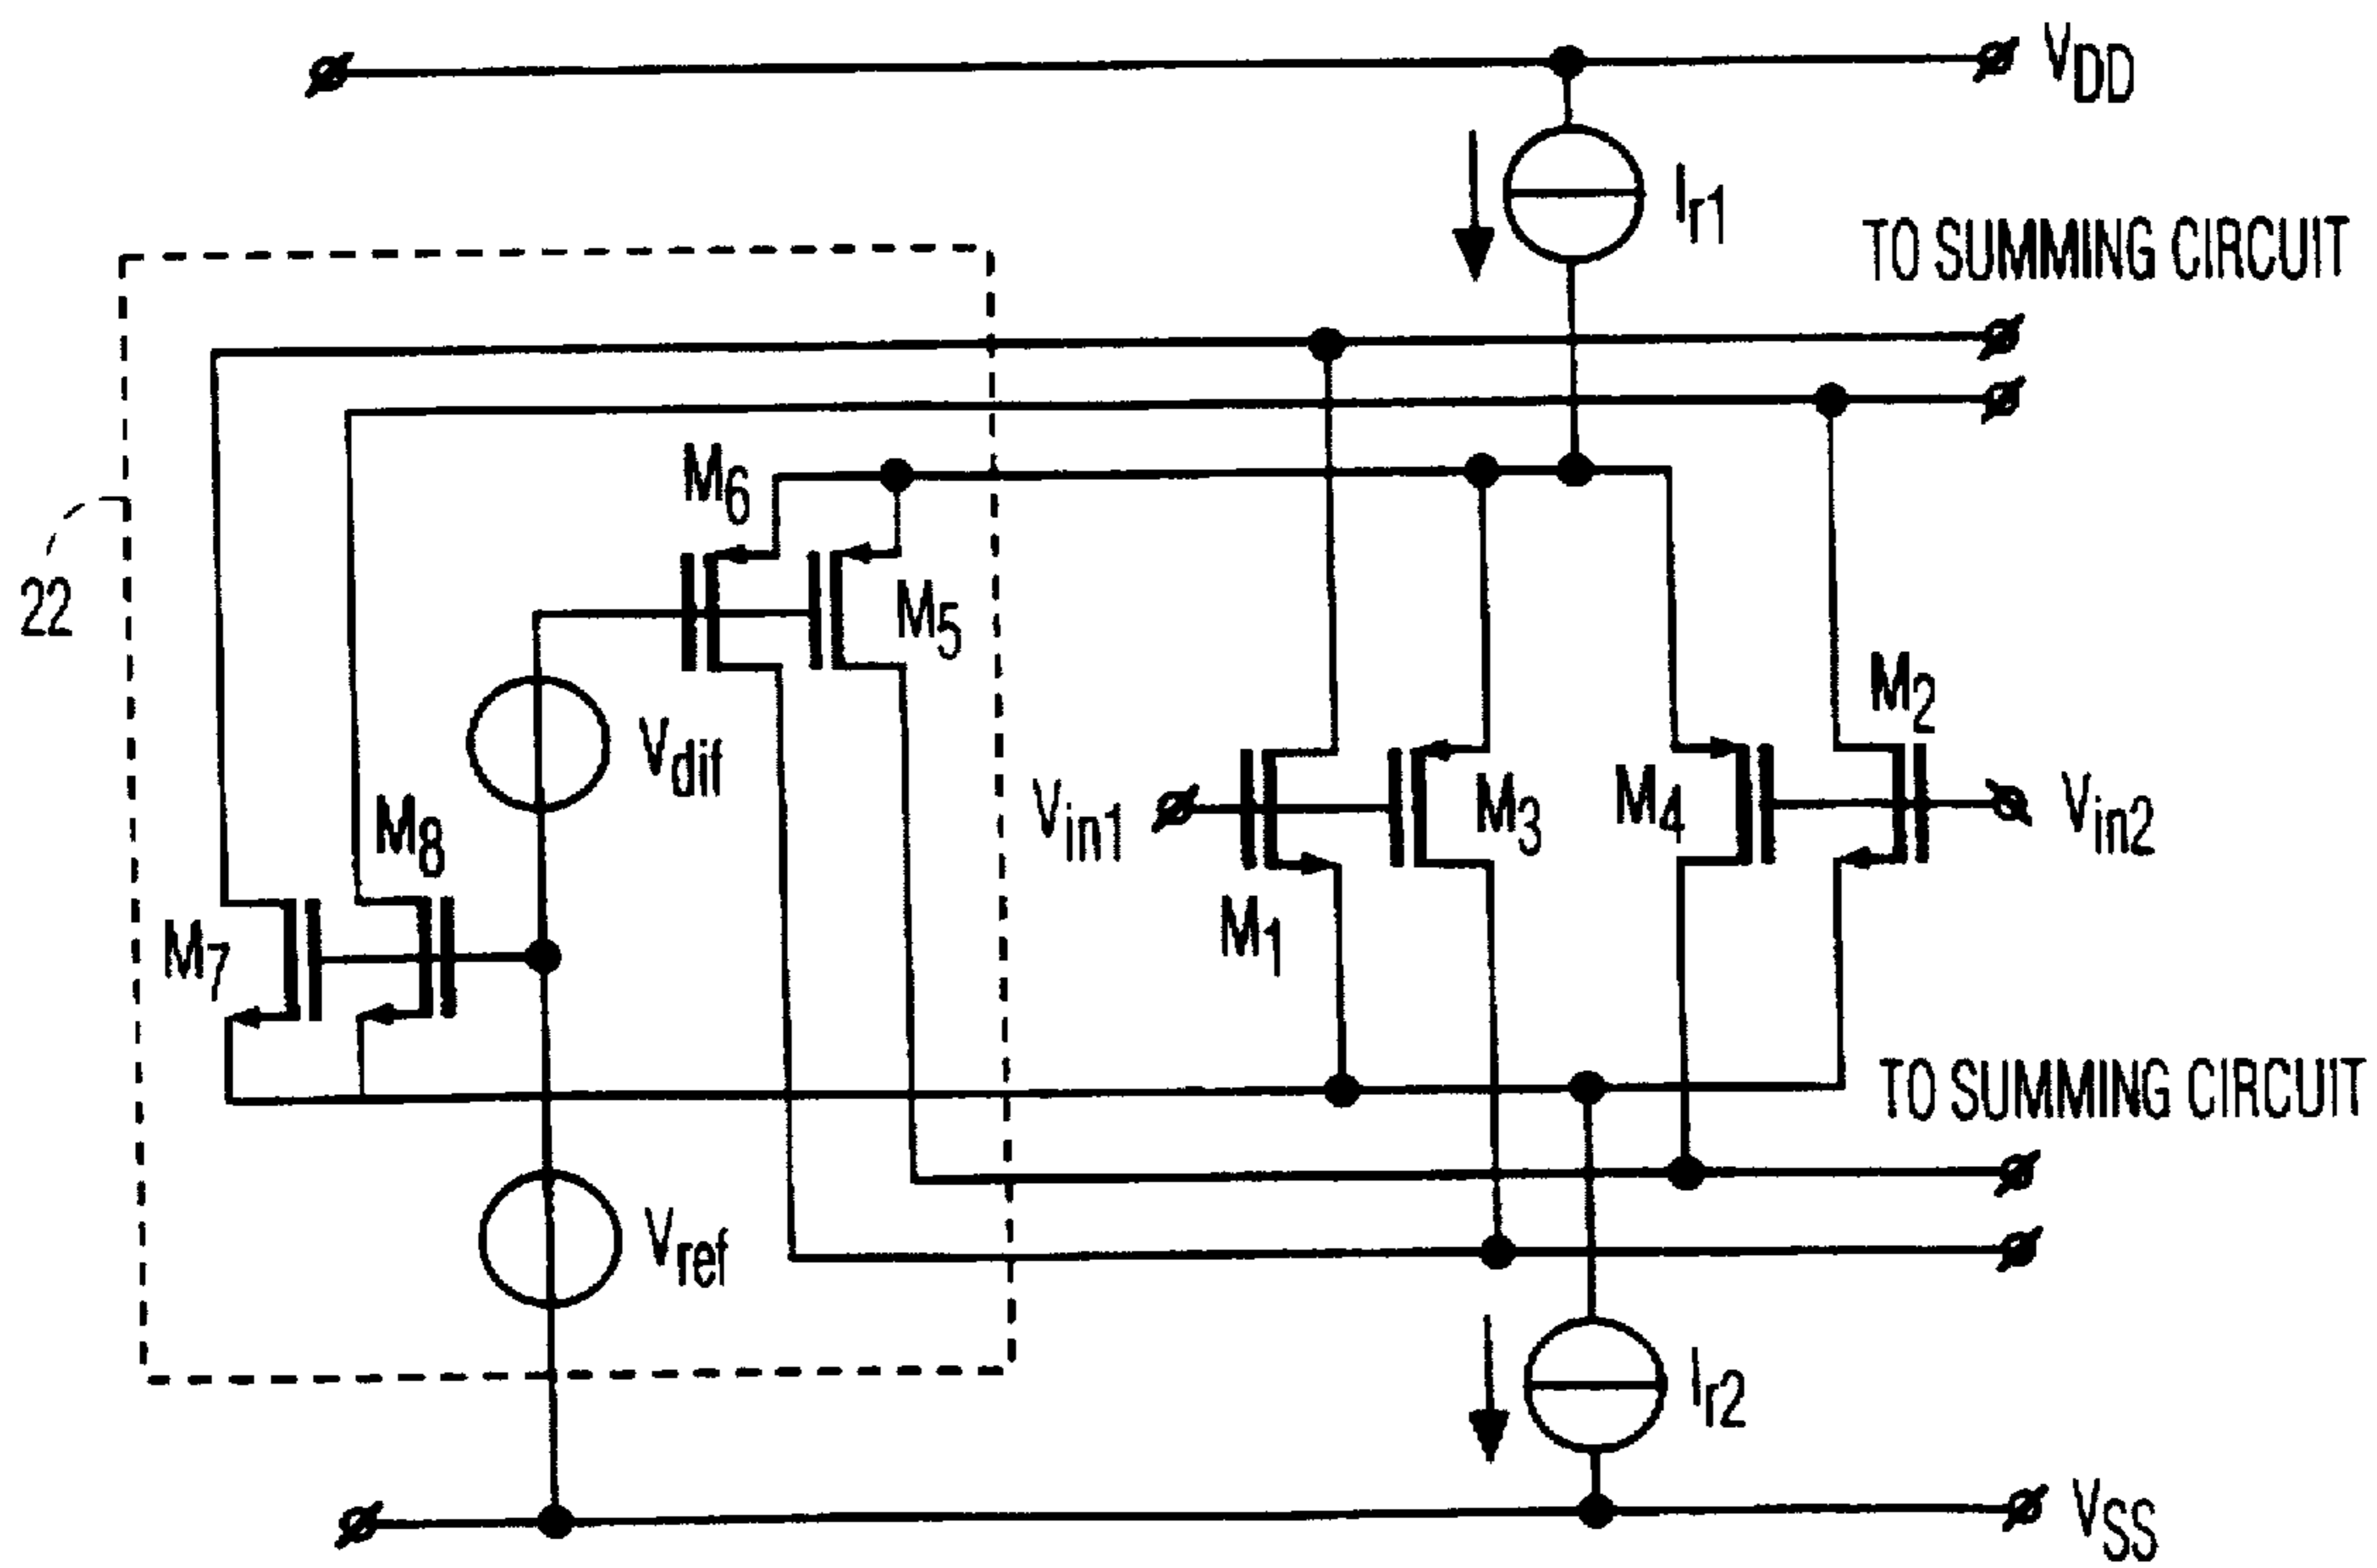 VDD
Ir1
TO SUMMING CIRCUIT
M6
M5
22
Vdif
M2
M8
Vin1
M3
M4
Vin2
M7
M1
TO SUMMING CIRCUIT
Vref
Ir2
VSS